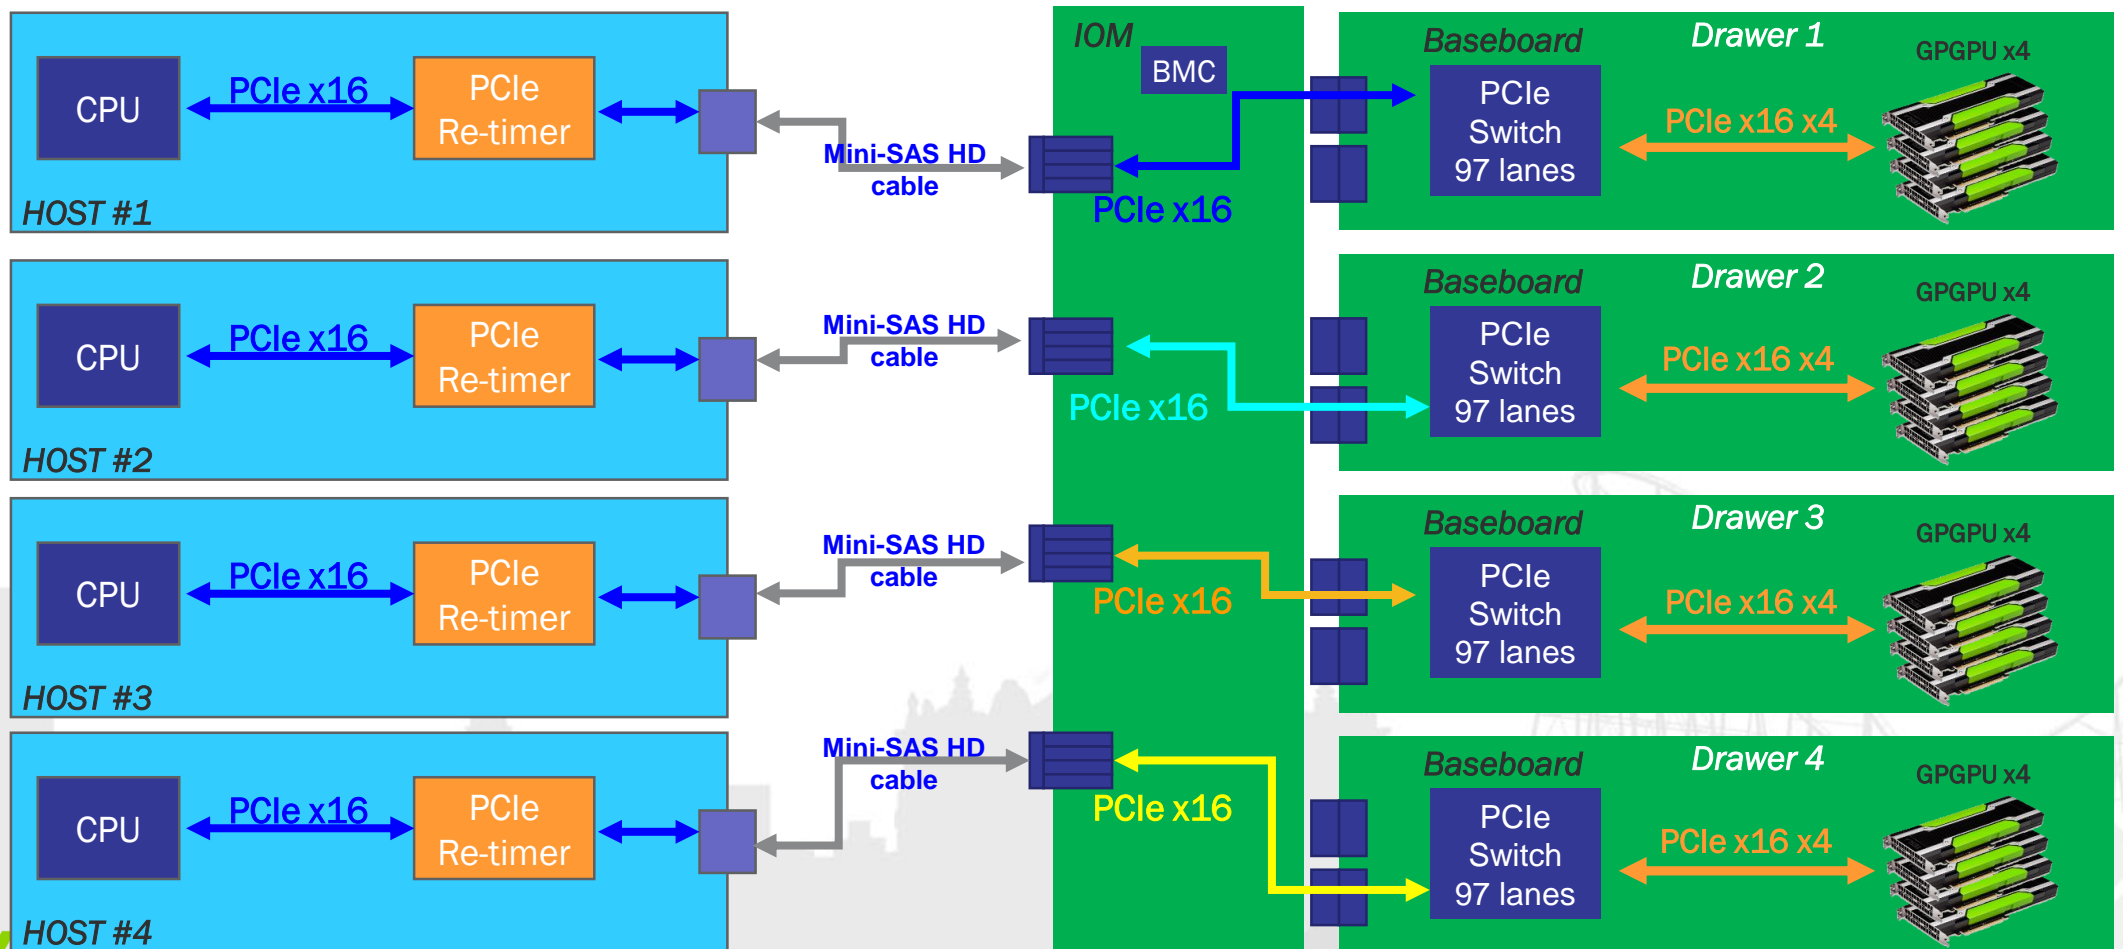 CPU
PCIe x16
PCIe
Re-timer
HOST #1
Mini-SAS HD
cable
IOM
BMC
PCIe x16
Baseboard
Drawer 1
PCIe
Switch
97 lanes
PCIe x16 x4
GPGPU x4
CPU
PCIe x16
PCIe
Re-timer
HOST #2
Mini-SAS HD
cable
PCIe x16
Baseboard
Drawer 2
PCIe
Switch
97 lanes
PCIe x16 x4
GPGPU x4
CPU
PCIe x16
PCIe
Re-timer
HOST #3
Mini-SAS HD
cable
PCIe x16
Baseboard
Drawer 3
PCIe
Switch
97 lanes
PCIe x16 x4
GPGPU x4
CPU
PCIe x16
PCIe
Re-timer
HOST #4
Mini-SAS HD
cable
PCIe x16
Baseboard
Drawer 4
PCIe
Switch
97 lanes
PCIe x16 x4
GPGPU x4